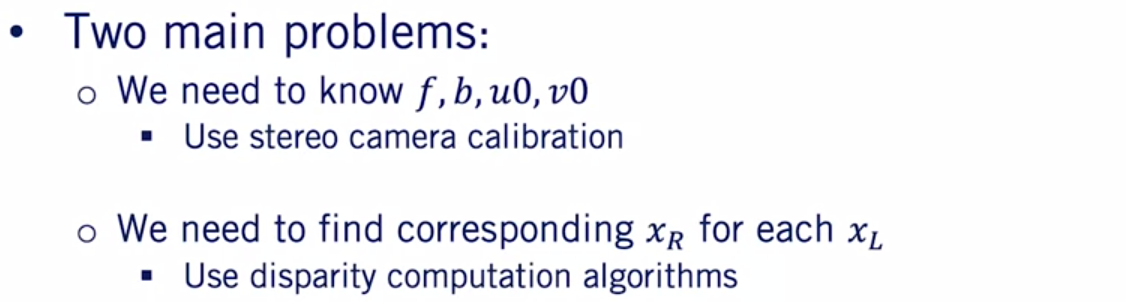 • Two main problems:
o We need to know f, b, u0, v0
▪ Use stereo camera calibration
o We need to find corresponding x_R for each x_L
▪ Use disparity computation algorithms